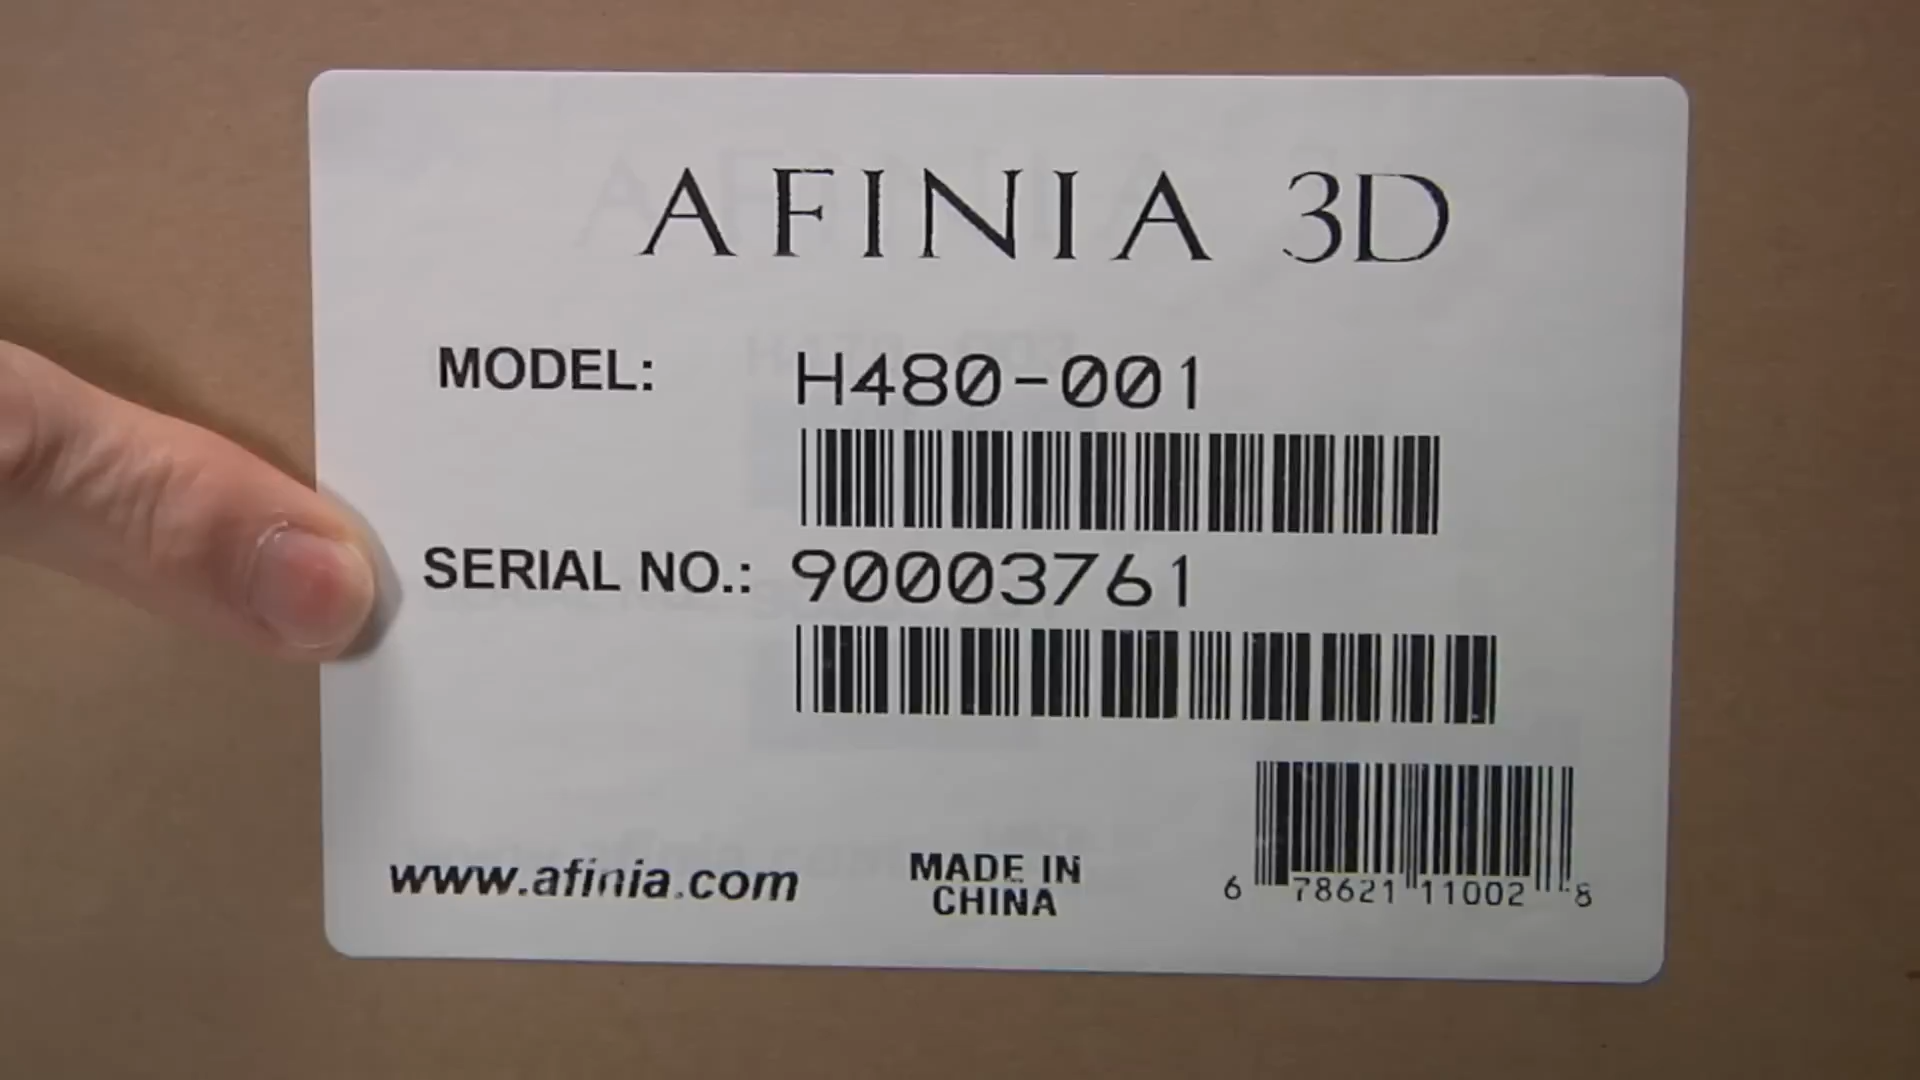 AFINIA 3D
MODEL: H480-001
SERIAL NO.: 90003761
www.afinia.com
MADE IN
CHINA
6 78621 11002 8